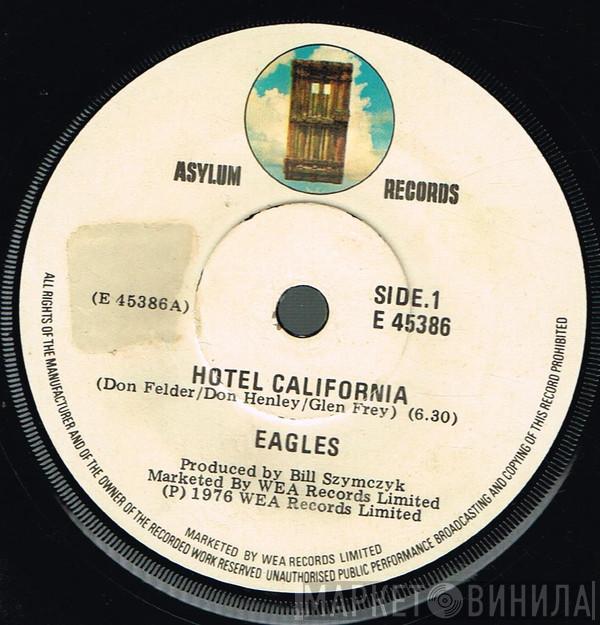 ASYLUM RECORDS
(E 45386A)
SIDE.1
E 45386
HOTEL CALIFORNIA
(Don Felder/Don Henley/Glen Frey) (6.30)
EAGLES
Produced by Bill Szymczyk
Marketed By WEA Records Limited
(P) 1976 WEA Records Limited
MARKETED BY WEA RECORDS LIMITED
ALL RIGHTS OF THE MANUFACTURER AND OF THE OWNER OF THE RECORDED WORK RESERVED UNAUTHORISED PUBLIC PERFORMANCE BROADCASTING AND COPYING OF THIS RECORD PROHIBITED
МАРКЕТ ВИНИЛА